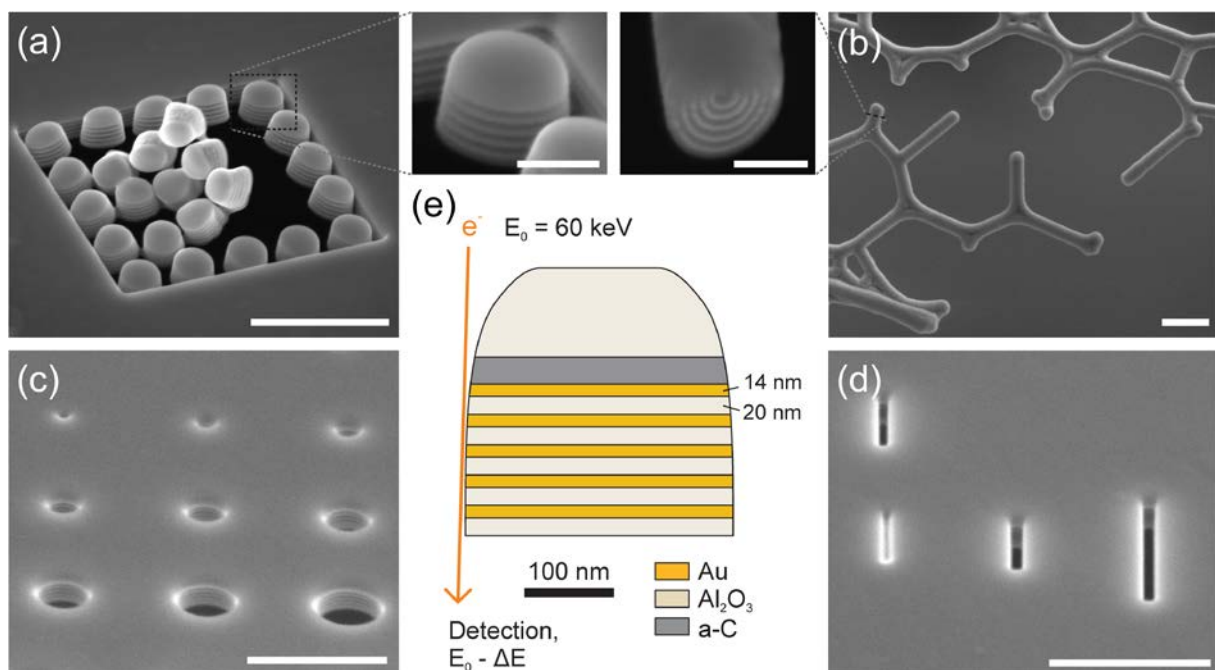 (a)
(b)
(e)
e⁻ E₀ = 60 keV
14 nm
20 nm
100 nm
Au
Al₂O₃
a-C
Detection,
E₀ - ΔE
(c)
(d)